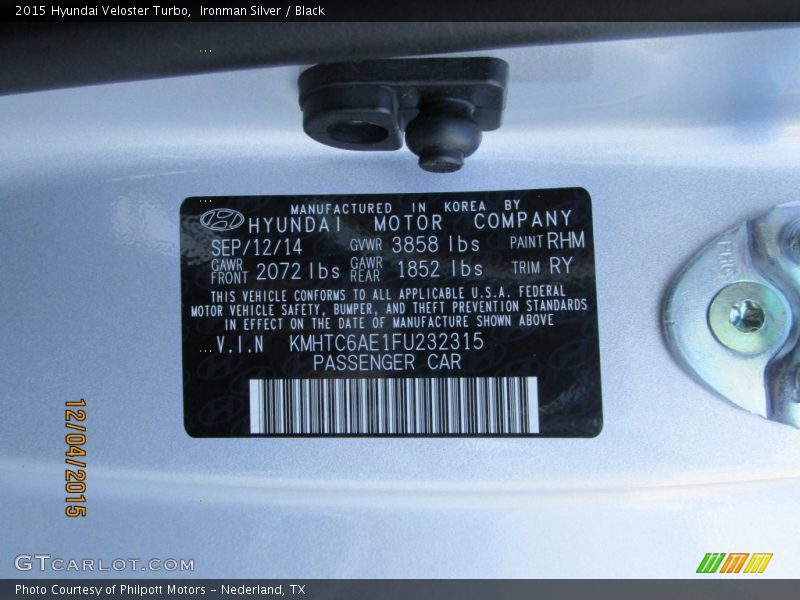 2015 Hyundai Veloster Turbo,  Ironman Silver / Black
MANUFACTURED IN KOREA BY
HYUNDAI MOTOR COMPANY
SEP/12/14 GVWR 3858 lbs PAINT RHM
GAWR FRONT 2072 lbs GAWR REAR 1852 lbs TRIM RY
THIS VEHICLE CONFORMS TO ALL APPLICABLE U.S.A. FEDERAL
MOTOR VEHICLE SAFETY, BUMPER, AND THEFT PREVENTION STANDARDS
IN EFFECT ON THE DATE OF MANUFACTURE SHOWN ABOVE
V.I.N KMHTC6AE1FU232315
PASSENGER CAR
12/04/2015
GTCARLOT.COM
Photo Courtesy of Philpott Motors - Nederland, TX